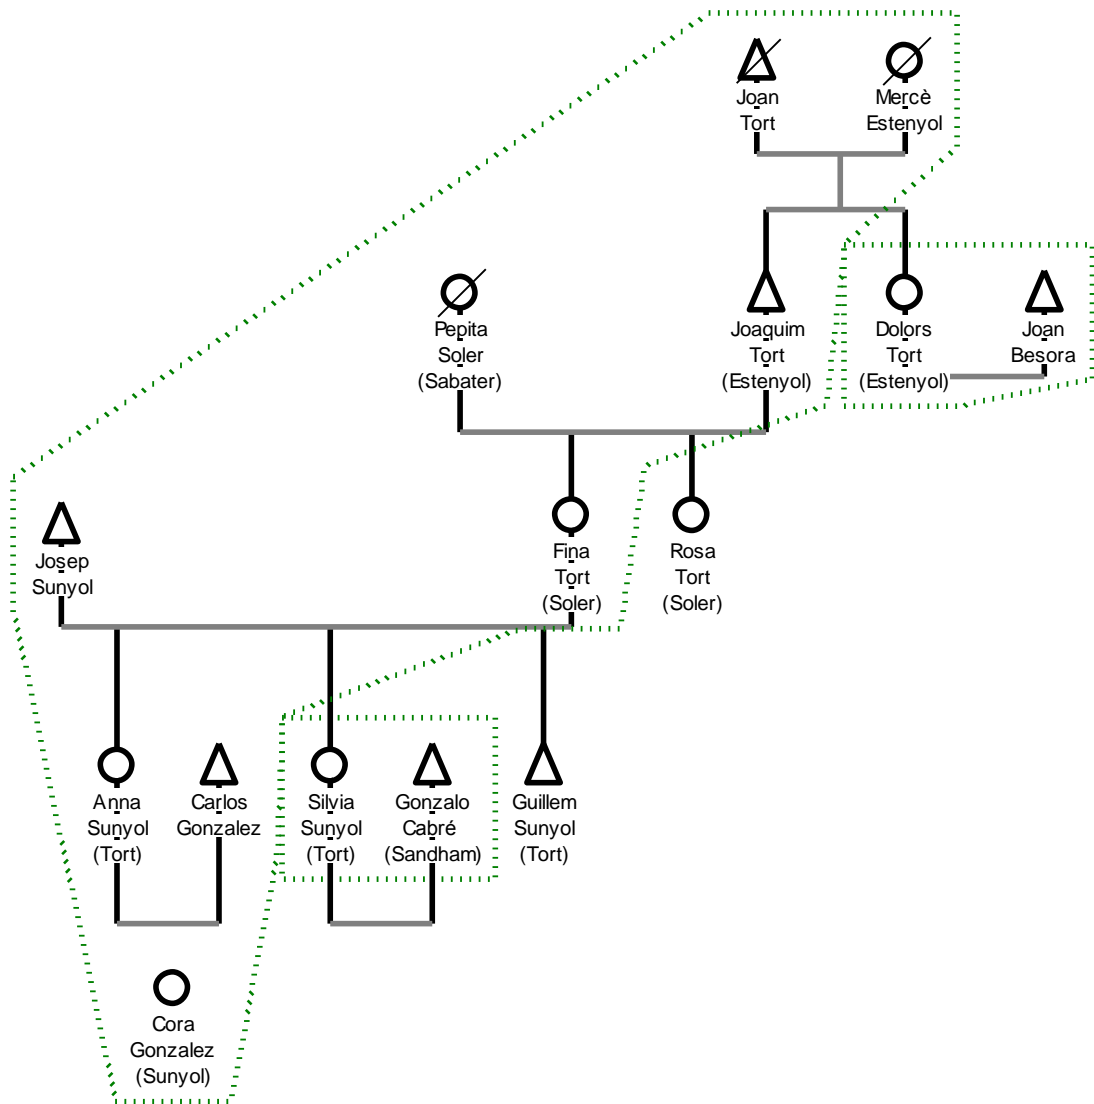 Joan
Tort
Mercè
Estenyol
Pepita
Soler
(Sabater)
Joaquim
Tort
(Estenyol)
Dolors
Tort
(Estenyol)
Joan
Besora
Josep
Sunyol
Fina
Tort
(Soler)
Rosa
Tort
(Soler)
Anna
Sunyol
(Tort)
Carlos
Gonzalez
Silvia
Sunyol
(Tort)
Gonzalo
Cabré
(Sandham)
Guillem
Sunyol
(Tort)
Cora
Gonzalez
(Sunyol)